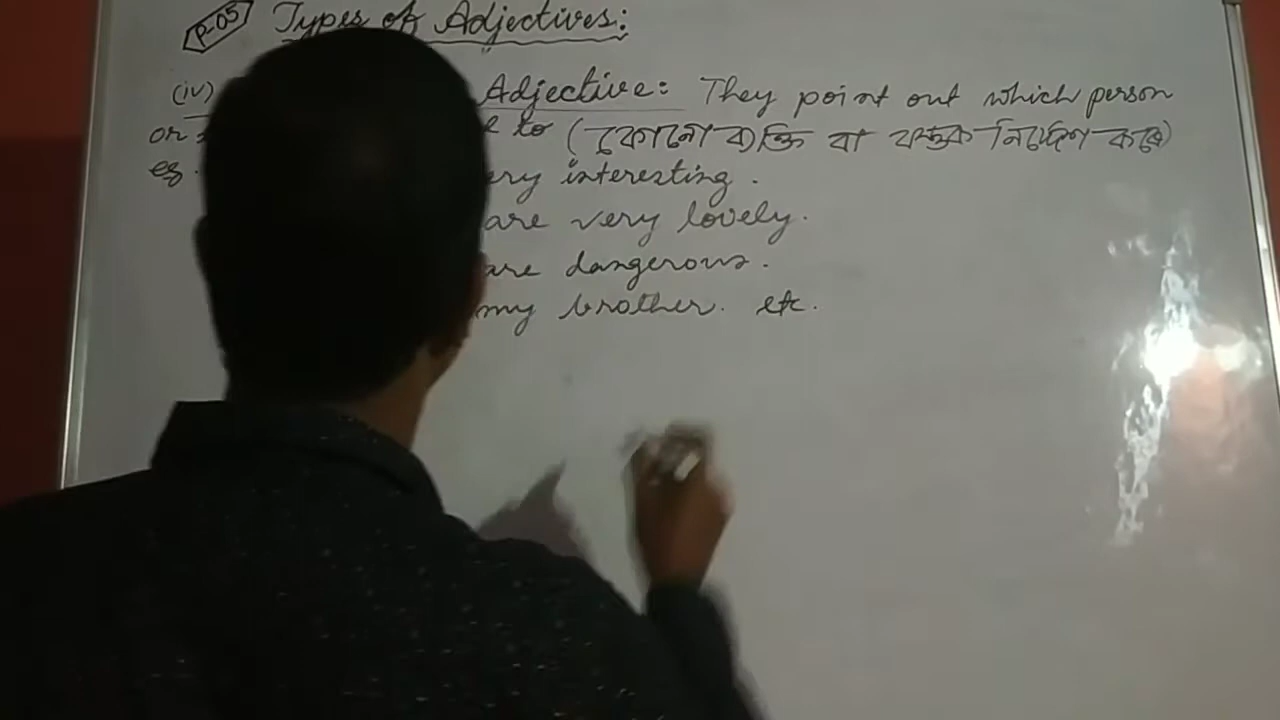 P-05 Types of Adjectives:
(iv) Adjective: They point out which person
or to (কোনো ব্যক্তি বা বস্তুকে নির্দেশ করে)
eg. interesting.
are very lovely.
are dangerous.
my brother. etc.